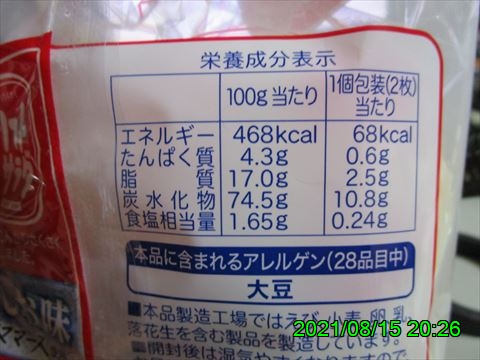 栄養成分表示
100g当たり 1個包装(2枚)当たり
エネルギー 468kcal 68kcal
たんぱく質 4.3g 0.6g
脂質 17.0g 2.5g
炭水化物 74.5g 10.8g
食塩相当量 1.65g 0.24g
本品に含まれるアレルゲン(28品目中)
大豆
■本品製造工場ではえび、小麦、卵、乳、
落花生を含む製品を製造しています。
味
2021/08/15 20:26